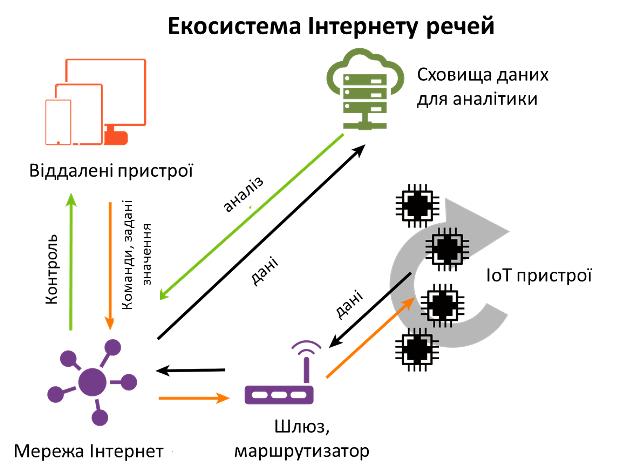 Екосистема Інтернету речей
Сховища даних
для аналітики
Віддалені пристрої
аналіз
дані
Контроль
Команди, задані
значення
дані
IoT пристрої
Мережа Інтернет
Шлюз,
маршрутизатор